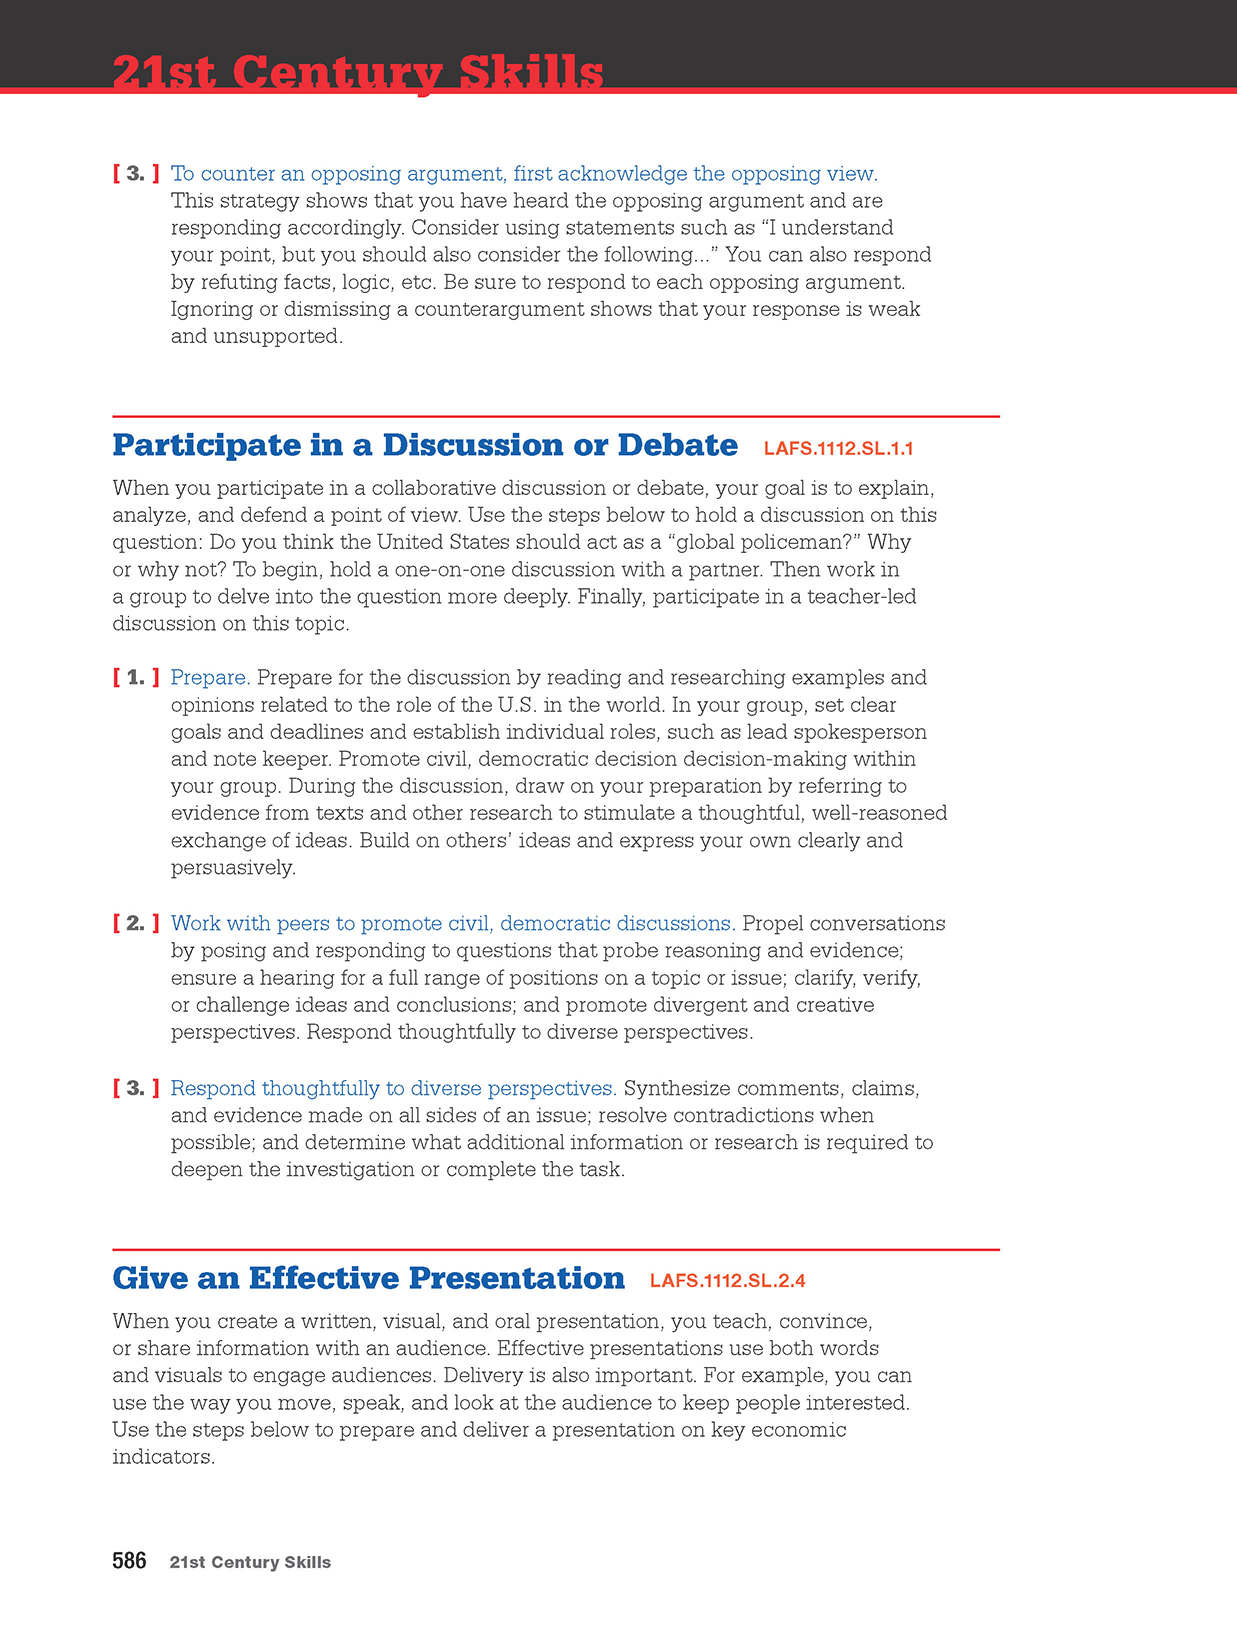 21st Century Skills
[ 3. ] To counter an opposing argument, first acknowledge the opposing view.
This strategy shows that you have heard the opposing argument and are
responding accordingly. Consider using statements such as “I understand
your point, but you should also consider the following...” You can also respond
by refuting facts, logic, etc. Be sure to respond to each opposing argument.
Ignoring or dismissing a counterargument shows that your response is weak
and unsupported.
Participate in a Discussion or Debate LAFS.1112.SL.1.1
When you participate in a collaborative discussion or debate, your goal is to explain,
analyze, and defend a point of view. Use the steps below to hold a discussion on this
question: Do you think the United States should act as a “global policeman?” Why
or why not? To begin, hold a one-on-one discussion with a partner. Then work in
a group to delve into the question more deeply. Finally, participate in a teacher-led
discussion on this topic.
[ 1. ] Prepare. Prepare for the discussion by reading and researching examples and
opinions related to the role of the U.S. in the world. In your group, set clear
goals and deadlines and establish individual roles, such as lead spokesperson
and note keeper. Promote civil, democratic decision decision-making within
your group. During the discussion, draw on your preparation by referring to
evidence from texts and other research to stimulate a thoughtful, well-reasoned
exchange of ideas. Build on others’ ideas and express your own clearly and
persuasively.
[ 2. ] Work with peers to promote civil, democratic discussions. Propel conversations
by posing and responding to questions that probe reasoning and evidence;
ensure a hearing for a full range of positions on a topic or issue; clarify, verify,
or challenge ideas and conclusions; and promote divergent and creative
perspectives. Respond thoughtfully to diverse perspectives.
[ 3. ] Respond thoughtfully to diverse perspectives. Synthesize comments, claims,
and evidence made on all sides of an issue; resolve contradictions when
possible; and determine what additional information or research is required to
deepen the investigation or complete the task.
Give an Effective Presentation LAFS.1112.SL.2.4
When you create a written, visual, and oral presentation, you teach, convince,
or share information with an audience. Effective presentations use both words
and visuals to engage audiences. Delivery is also important. For example, you can
use the way you move, speak, and look at the audience to keep people interested.
Use the steps below to prepare and deliver a presentation on key economic
indicators.
586 21st Century Skills